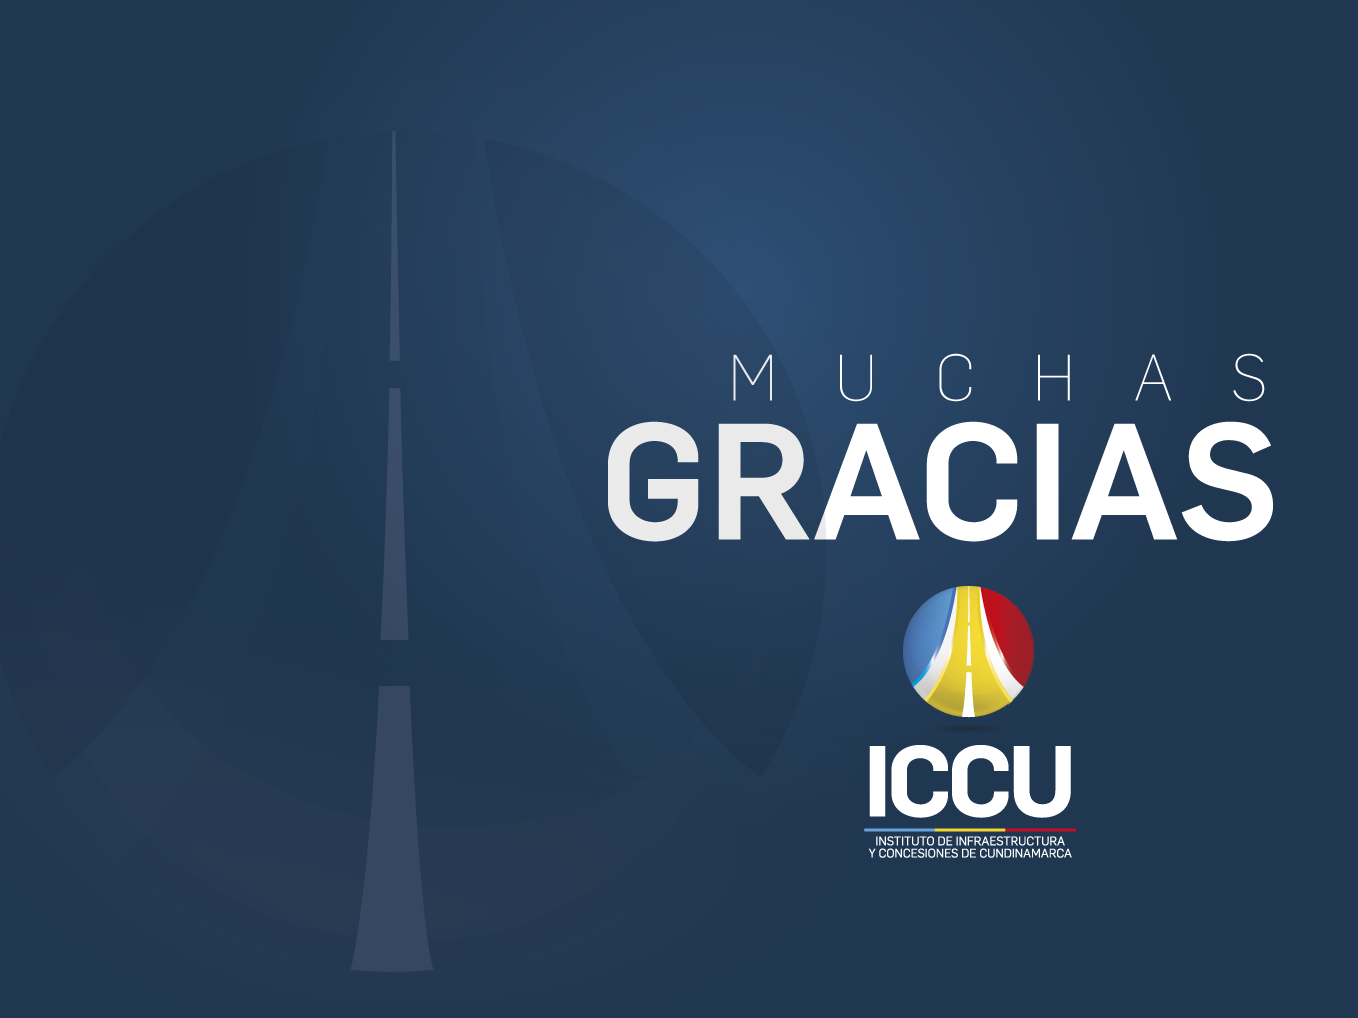 MUCHAS
GRACIAS
ICCU
INSTITUTO DE INFRAESTRUCTURA
Y CONCESIONES DE CUNDINAMARCA